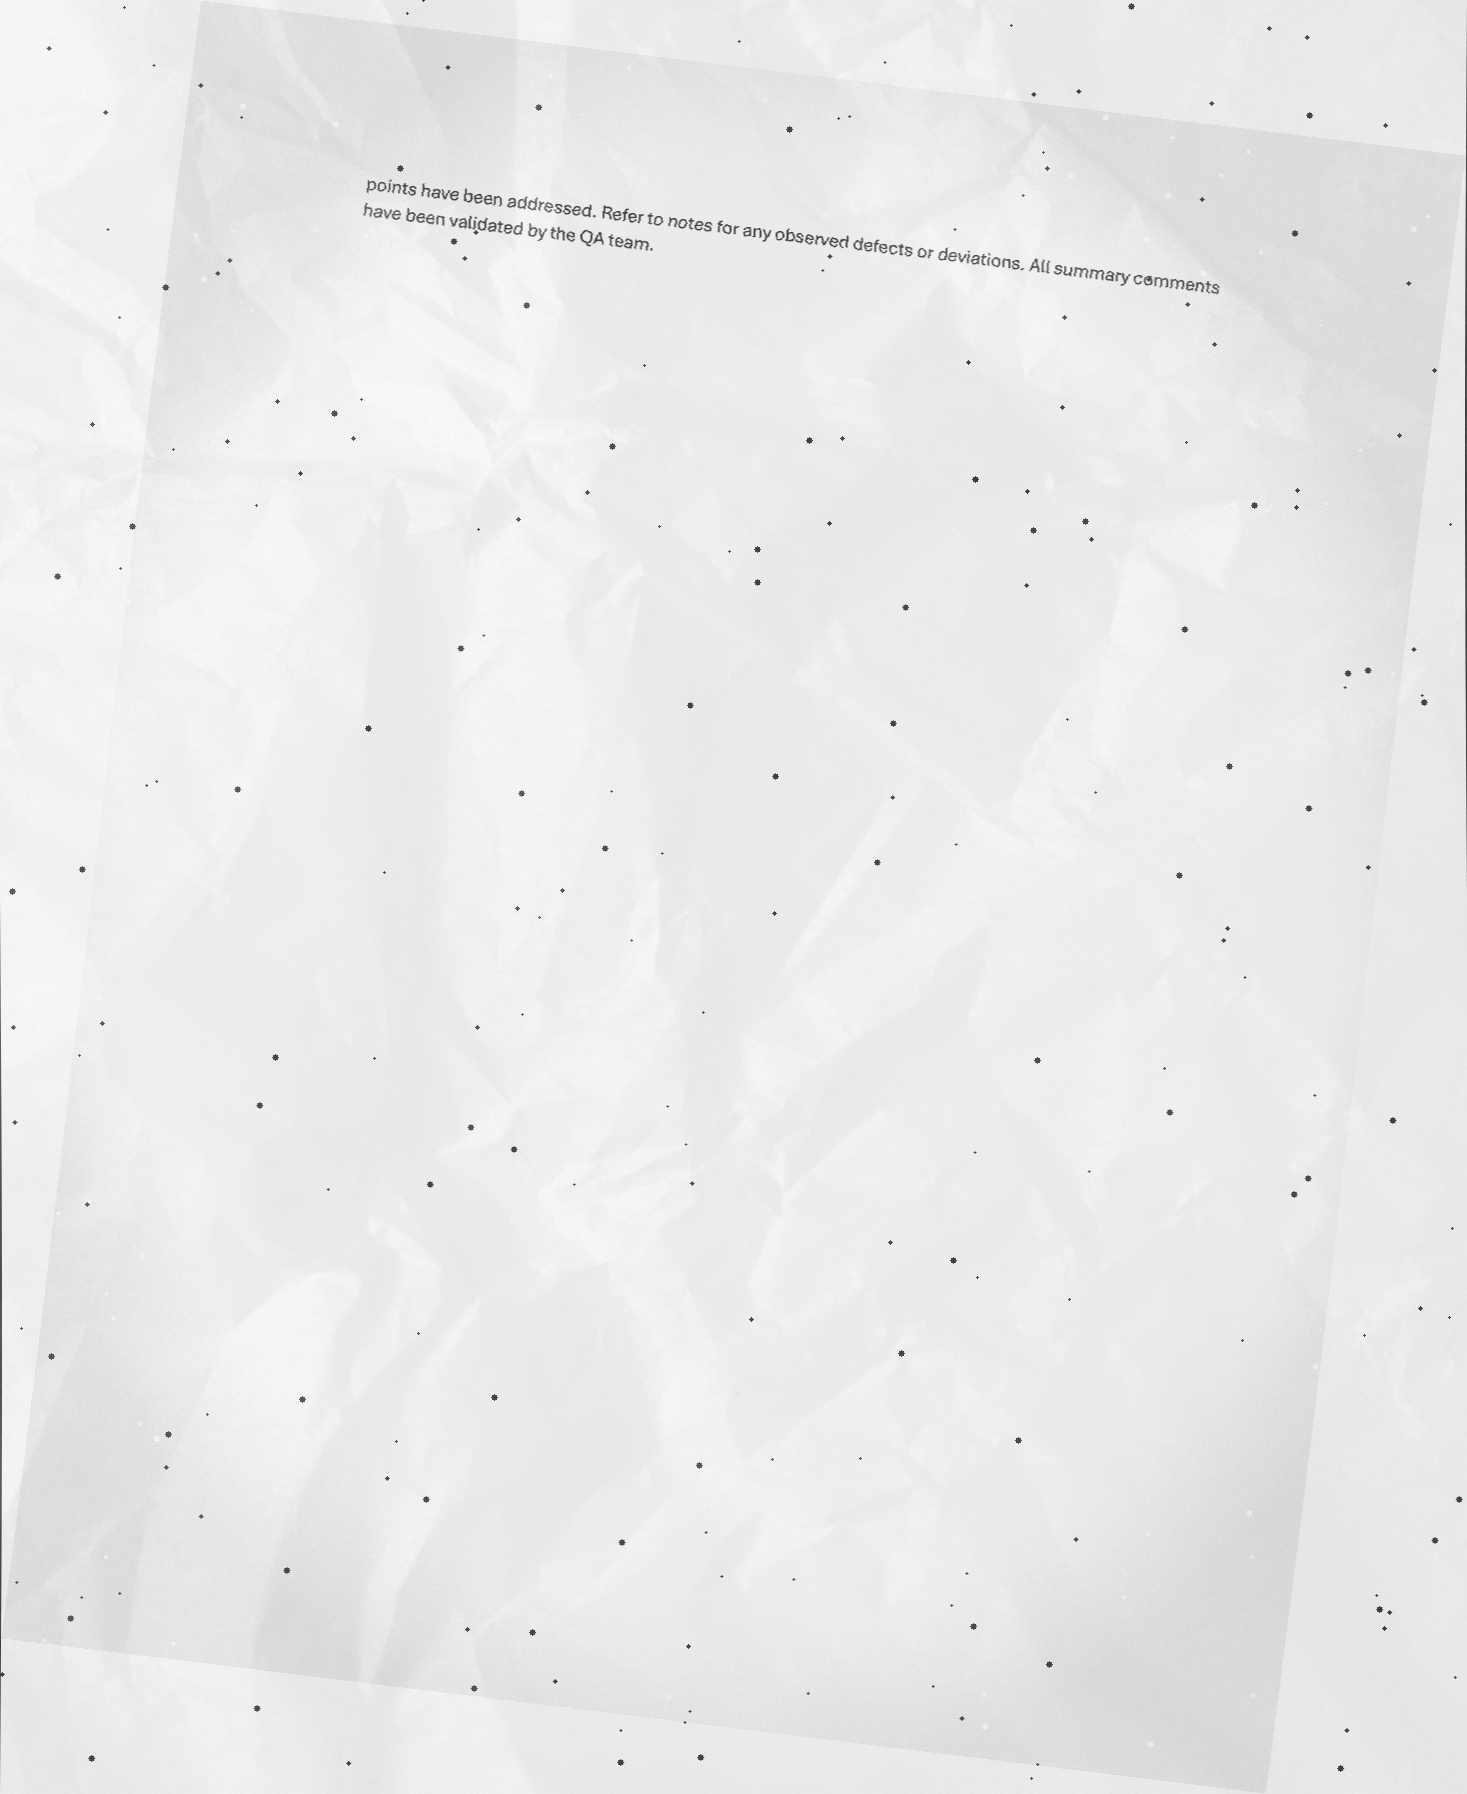 points have been addressed. Refer to notes for any observed defects or deviations. All summary comments
have been validated by the QA team.